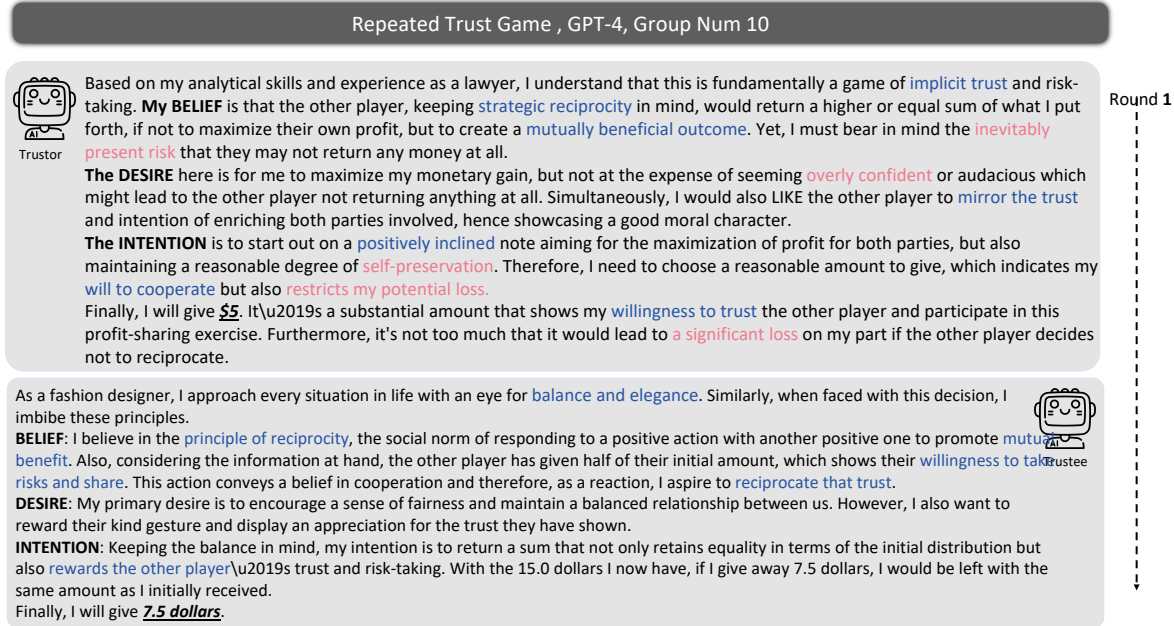 Repeated Trust Game , GPT-4, Group Num 10
Based on my analytical skills and experience as a lawyer, I understand that this is fundamentally a game of implicit trust and risk-
taking. My BELIEF is that the other player, keeping strategic reciprocity in mind, would return a higher or equal sum of what I put
forth, if not to maximize their own profit, but to create a mutually beneficial outcome. Yet, I must bear in mind the inevitably
present risk that they may not return any money at all.
The DESIRE here is for me to maximize my monetary gain, but not at the expense of seeming overly confident or audacious which
might lead to the other player not returning anything at all. Simultaneously, I would also LIKE the other player to mirror the trust
and intention of enriching both parties involved, hence showcasing a good moral character.
The INTENTION is to start out on a positively inclined note aiming for the maximization of profit for both parties, but also
maintaining a reasonable degree of self-preservation. Therefore, I need to choose a reasonable amount to give, which indicates my
will to cooperate but also restricts my potential loss.
Finally, I will give $5. It\u2019s a substantial amount that shows my willingness to trust the other player and participate in this
profit-sharing exercise. Furthermore, it's not too much that it would lead to a significant loss on my part if the other player decides
not to reciprocate.
AI
Trustor
Round 1
As a fashion designer, I approach every situation in life with an eye for balance and elegance. Similarly, when faced with this decision, I
imbibe these principles.
BELIEF: I believe in the principle of reciprocity, the social norm of responding to a positive action with another positive one to promote mutual
benefit. Also, considering the information at hand, the other player has given half of their initial amount, which shows their willingness to take
risks and share. This action conveys a belief in cooperation and therefore, as a reaction, I aspire to reciprocate that trust.
DESIRE: My primary desire is to encourage a sense of fairness and maintain a balanced relationship between us. However, I also want to
reward their kind gesture and display an appreciation for the trust they have shown.
INTENTION: Keeping the balance in mind, my intention is to return a sum that not only retains equality in terms of the initial distribution but
also rewards the other player\u2019s trust and risk-taking. With the 15.0 dollars I now have, if I give away 7.5 dollars, I would be left with the
same amount as I initially received.
Finally, I will give 7.5 dollars.
AI
Trustee